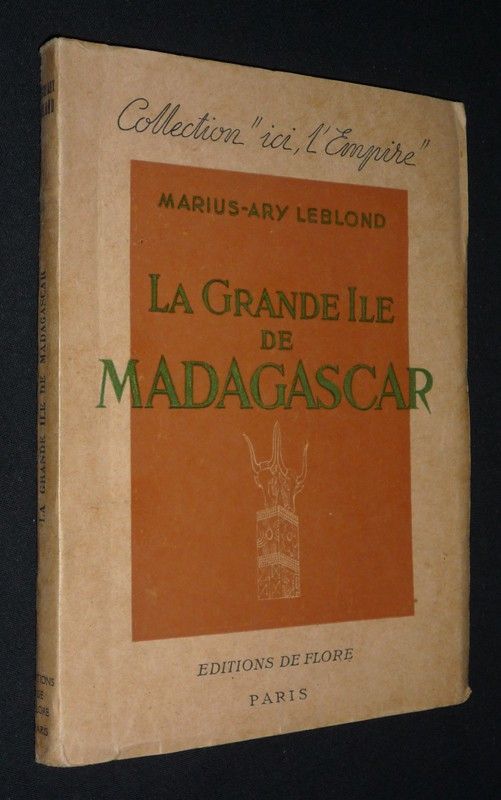 Collection "ici, l'Empire"
MARIUS-ARY LEBLOND
LA GRANDE ILE
DE
MADAGASCAR
EDITIONS DE FLORE
PARIS
LA GRANDE ILE DE MADAGASCAR
DE